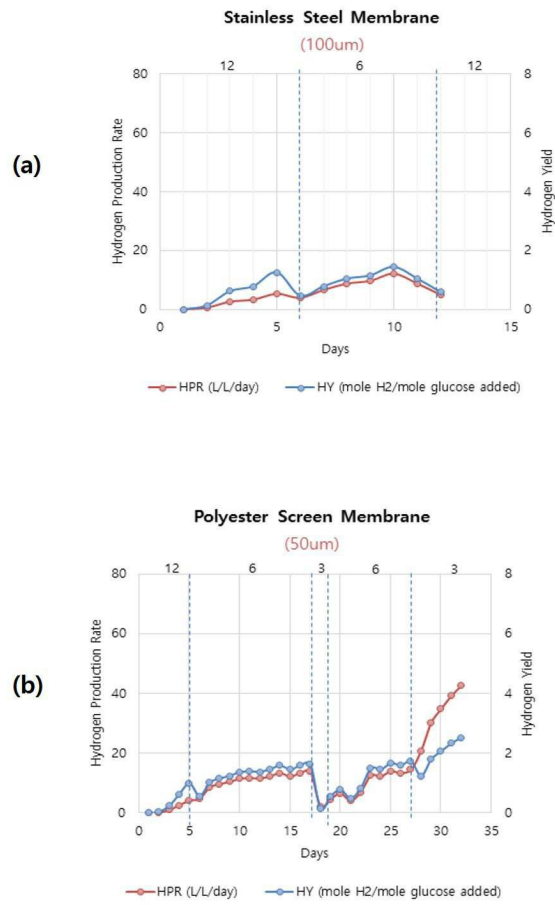 Stainless Steel Membrane
(100um)
12 6 12
80 8
60 6
40 4
20 2
0 0
0 5 10 15
Hydrogen Production Rate
Hydrogen Yield
Days
HPR (L/L/day) HY (mole H2/mole glucose added)
(a)
Polyester Screen Membrane
(50um)
12 6 3 6 3
80 8
60 6
40 4
20 2
0 0
0 5 10 15 20 25 30 35
Hydrogen Production Rate
Hydrogen Yield
Days
HPR (L/L/day) HY (mole H2/mole glucose added)
(b)